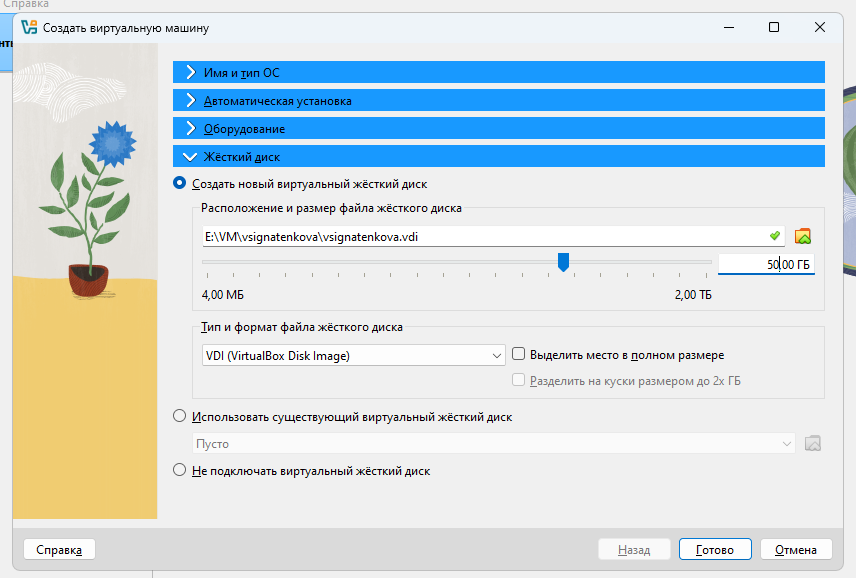 Справка
Создать виртуальную машину
Имя и тип ОС
Автоматическая установка
Оборудование
Жёсткий диск
Создать новый виртуальный жёсткий диск
Расположение и размер файла жёсткого диска
E:\VM\vsignatenkova\vsignatenkova.vdi
50,00 ГБ
4,00 МБ 2,00 ТБ
Тип и формат файла жёсткого диска
VDI (VirtualBox Disk Image) Выделить место в полном размере
Разделить на куски размером до 2х ГБ
Использовать существующий виртуальный жёсткий диск
Пусто
Не подключать виртуальный жёсткий диск
Справка Назад Готово Отмена